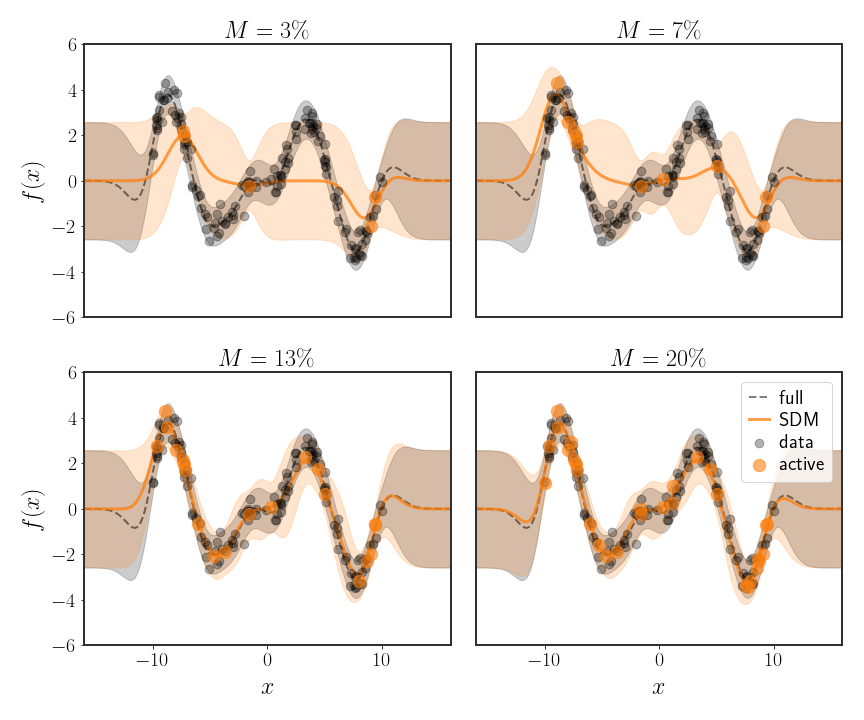 M = 3%
M = 7%
6
4
2
0
−2
−4
−6
f(x)
M = 13%
M = 20%
6
4
2
0
−2
−4
−6
f(x)
full
SDM
data
active
−10
0
10
−10
0
10
x
x